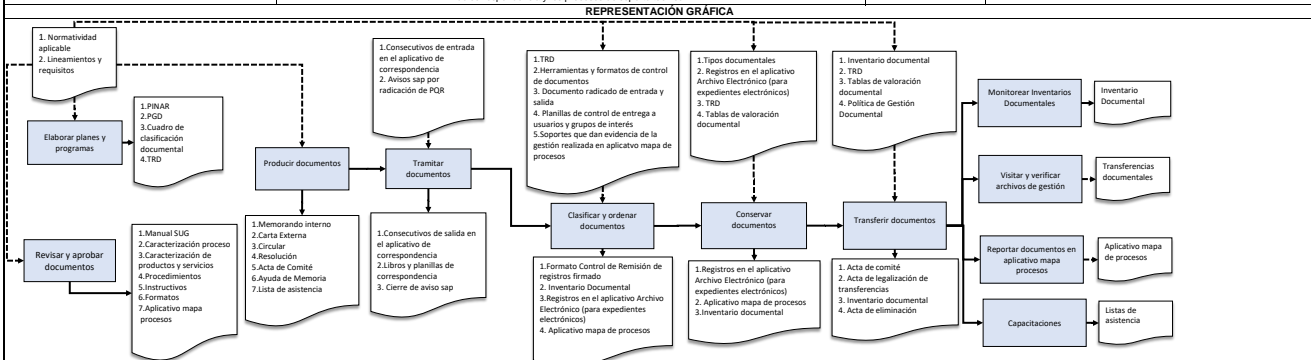 REPRESENTACIÓN GRÁFICA
1. Normatividad
aplicable
2. Lineamientos y
requisitos
Elaborar planes y
programas
1.PINAR
2.PGD
3.Cuadro de
clasificación
documental
4.TRD
Revisar y aprobar
documentos
1.Manual SUG
2.Caracterización proceso
3.Caracterización de
productos y servicios
4.Procedimientos
5.Instructivos
6.Formatos
7.Aplicativo mapa
procesos
Producir documentos
1.Memorando interno
2.Carta Externa
3.Circular
4.Resolución
5.Acta de Comité
6.Ayuda de Memoria
7.Lista de asistencia
1.Consecutivos de entrada
en el aplicativo de
correspondencia
2. Avisos sap por
radicación de PQR
Tramitar
documentos
1.Consecutivos de salida en
el aplicativo de
correspondencia
2.Libros y planillas de
correspondencia
3. Cierre de aviso sap
1.TRD
2.Herramientas y formatos de control
de documentos
3. Documento radicado de entrada y
salida
4. Planillas de control de entrega a
usuarios y grupos de interés
5.Soportes que dan evidencia de la
gestión realizada en aplicativo mapa de
procesos
Clasificar y ordenar
documentos
1.Formato Control de Remisión de
registros firmado
2. Inventario Documental
3.Registros en el aplicativo Archivo
Electrónico (para expedientes
electrónicos)
4. Aplicativo mapa de procesos
1.Tipos documentales
2. Registros en el aplicativo
Archivo Electrónico (para
expedientes electrónicos)
3. TRD
4. Tablas de valoración
documental
Conservar
documentos
1.Registros en el aplicativo
Archivo Electrónico (para
expedientes electrónicos)
2. Aplicativo mapa de procesos
3.Inventario documental
1. Inventario documental
2. TRD
3. Tablas de valoración
documental
4. Política de Gestión
Documental
Transferir documentos
1. Acta de comité
2. Acta de legalización de
transferencias
3. Inventario documental
4. Acta de eliminación
Monitorear Inventarios
Documentales
Inventario
Documental
Visitar y verificar
archivos de gestión
Transferencias
documentales
Reportar documentos en
aplicativo mapa
procesos
Aplicativo mapa
de procesos
Capacitaciones
Listas de
asistencia